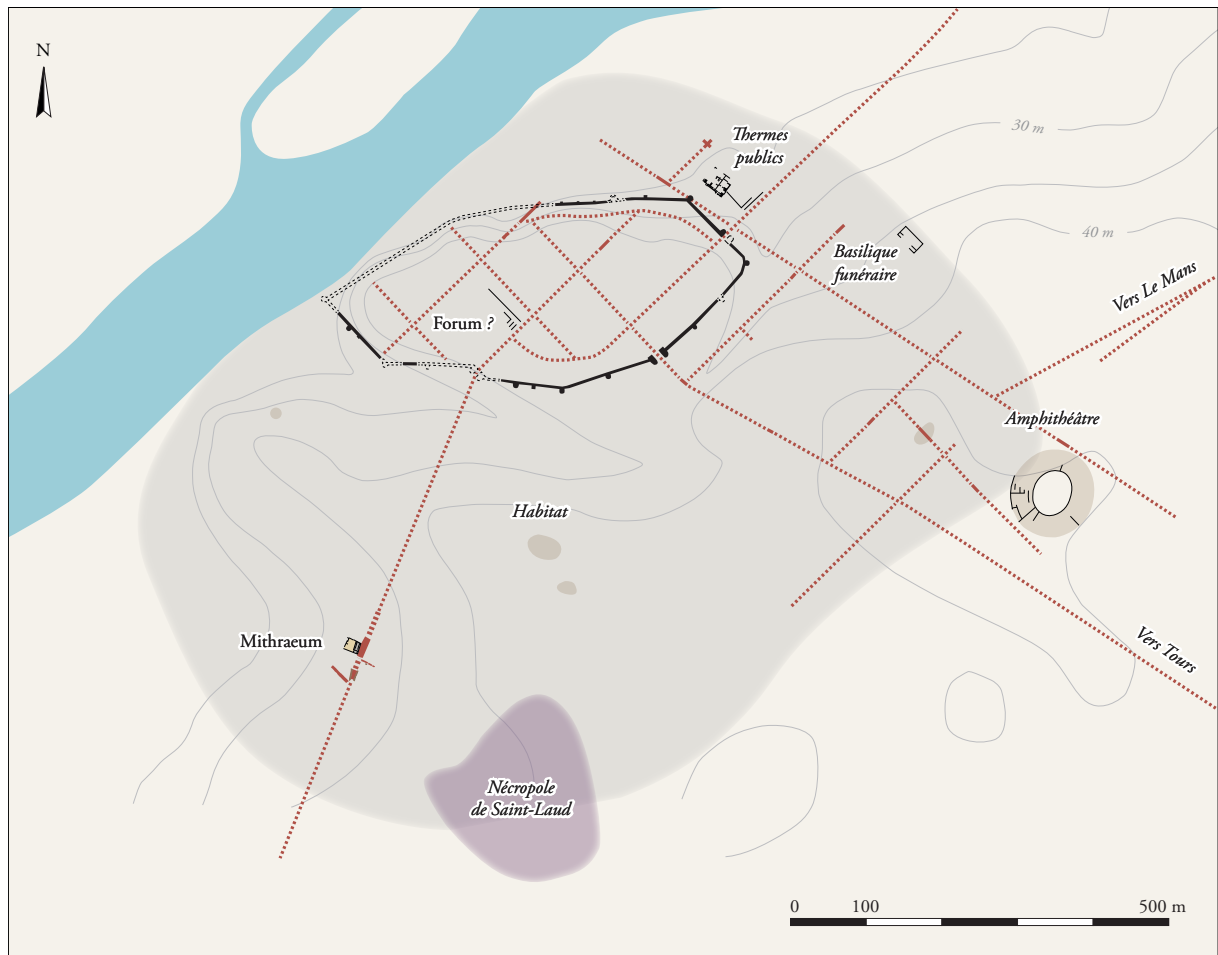 N
Thermes
publics
30 m
40 m
Basilique
funéraire
Vers Le Mans
Forum ?
Amphithéâtre
Habitat
Mithraeum
Vers Tours
Nécropole
de Saint-Laud
0 100 500 m